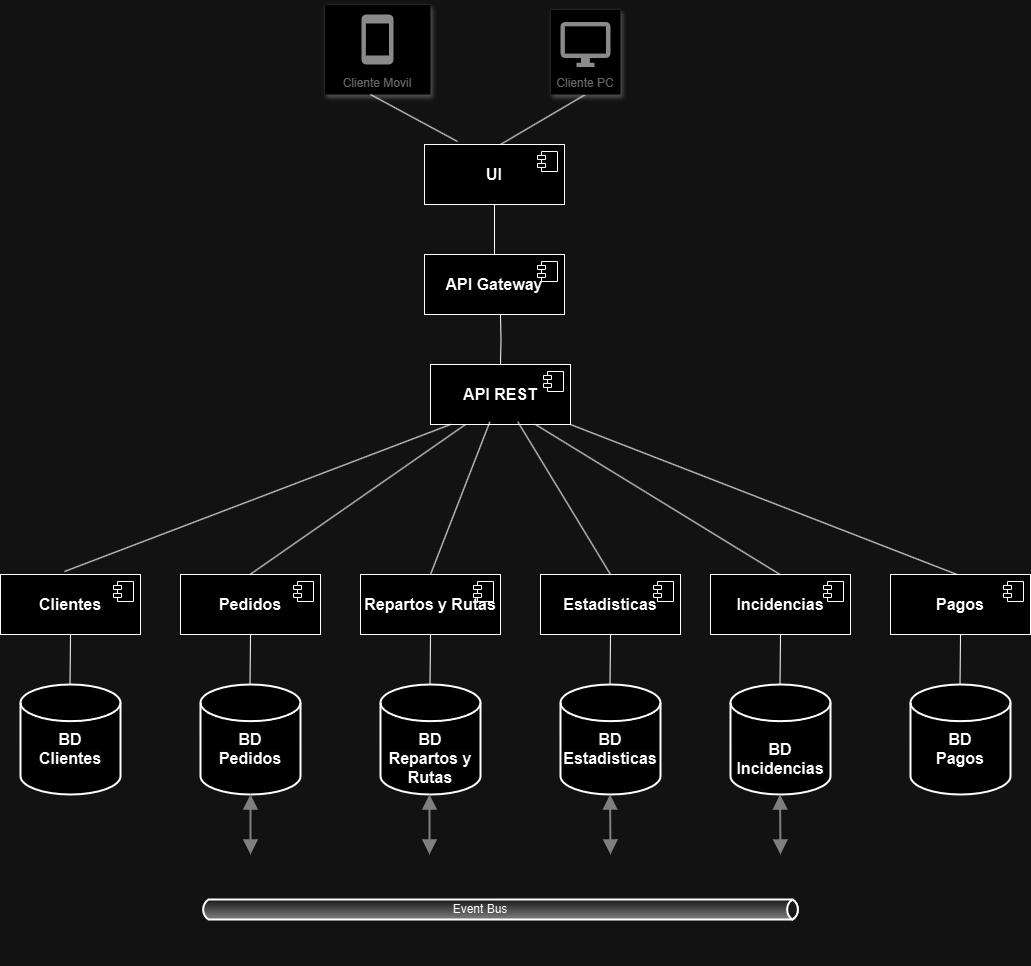 Cliente Movil
Cliente PC
UI
API Gateway
API REST
Clientes
Pedidos
Repartos y Rutas
Estadisticas
Incidencias
Pagos
BD
Clientes
BD
Pedidos
BD
Repartos y
Rutas
BD
Estadisticas
BD
Incidencias
BD
Pagos
Event Bus